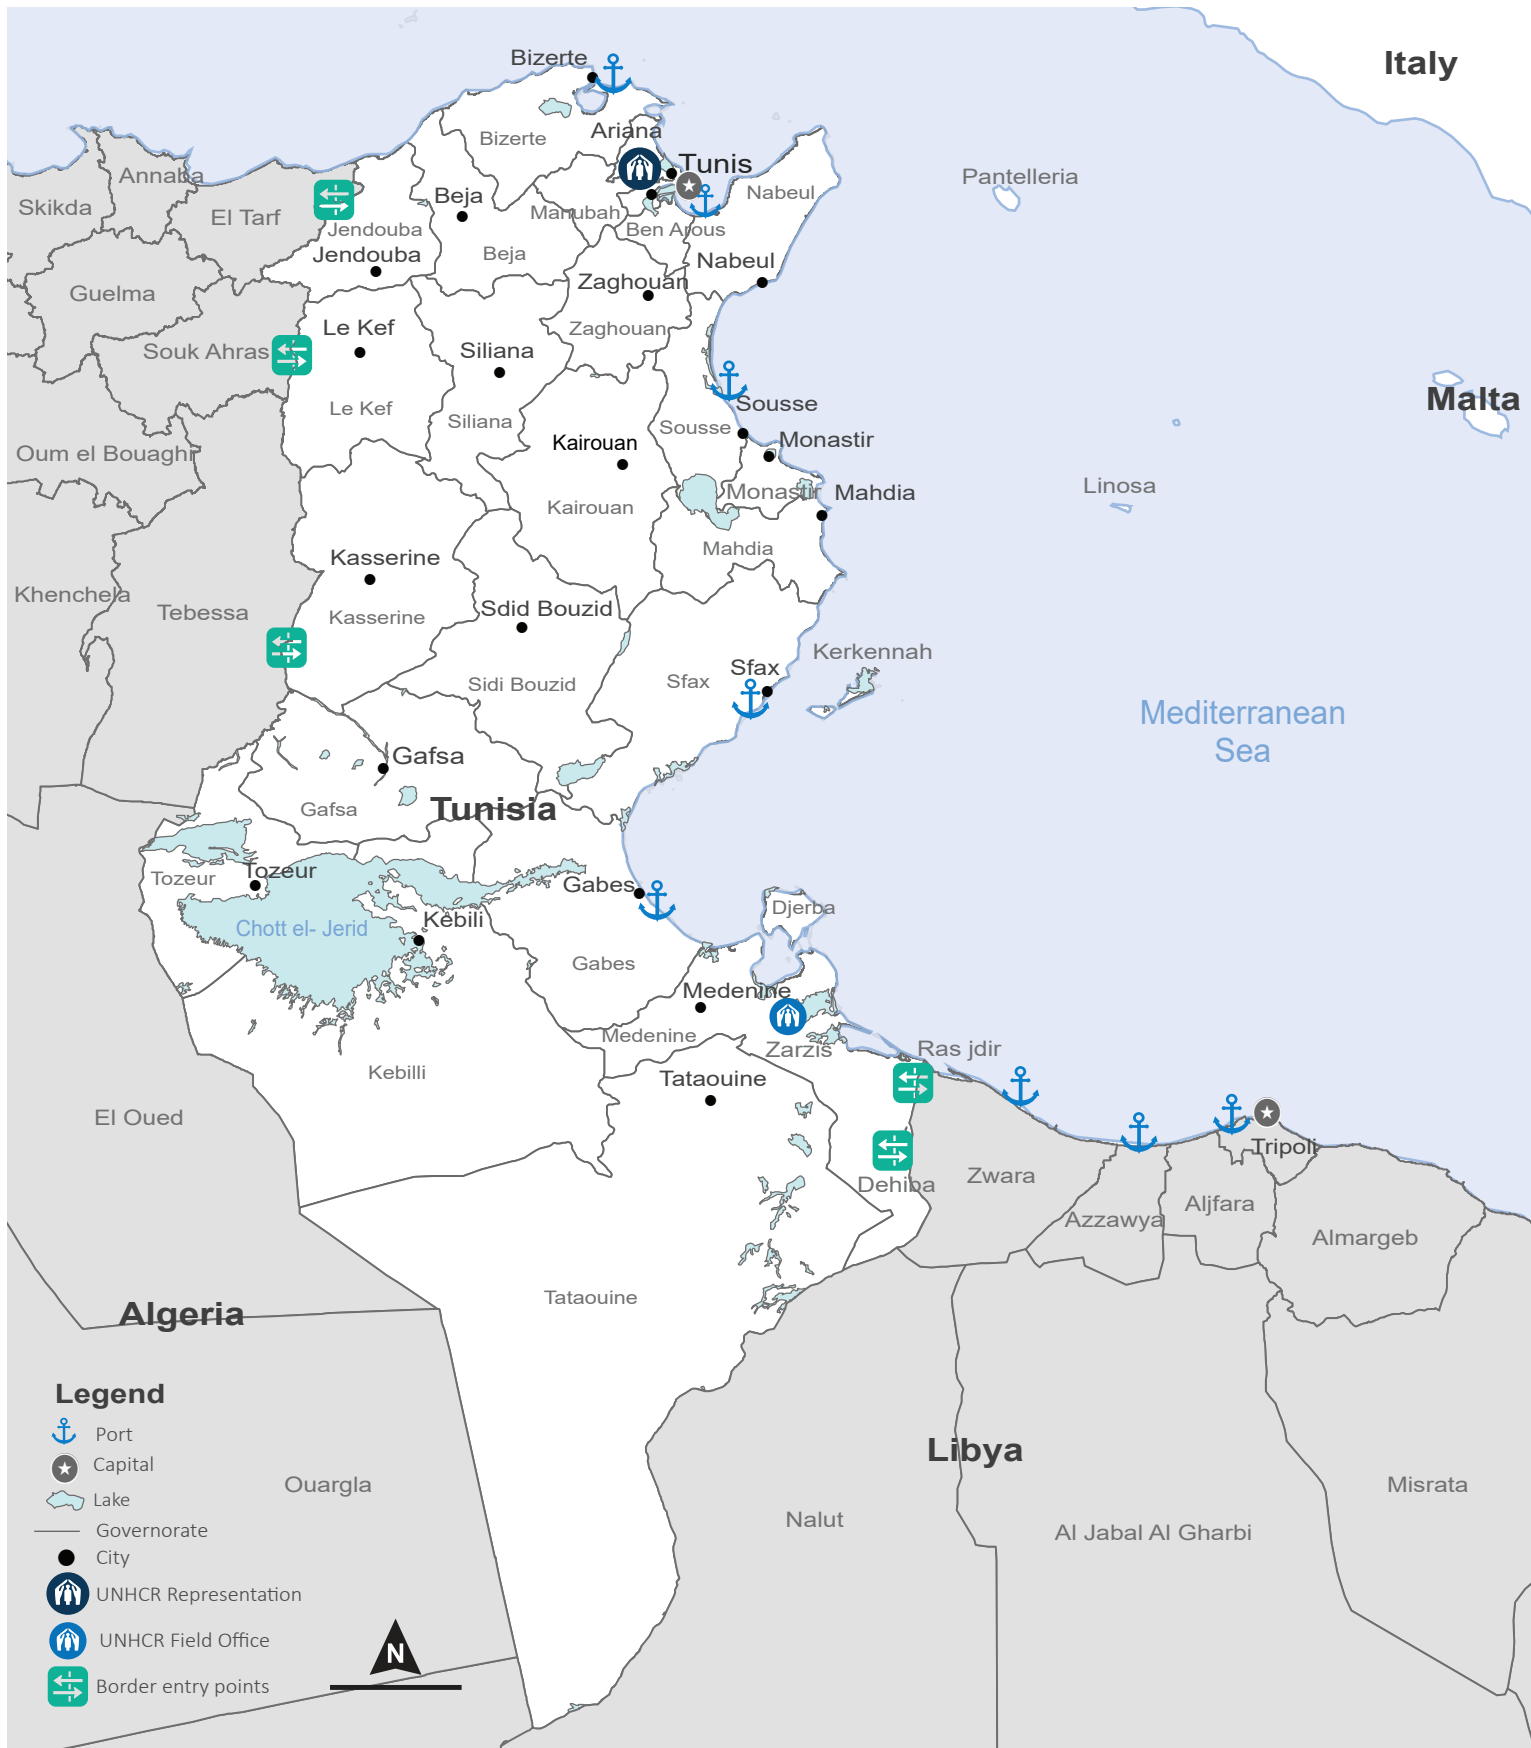 Italy
Bizerte
Bizerte
Ariana
Tunis
Annaba
Skikda
El Tarf
Jendouba
Jendouba
Beja
Beja
Manubah
Ben Arous
Nabeul
Nabeul
Pantelleria
Guelma
Zaghouan
Zaghouan
Souk Ahras
Le Kef
Le Kef
Siliana
Siliana
Sousse
Sousse
Malta
Oum el Bouaghi
Kairouan
Kairouan
Monastir
Monastir
Mahdia
Mahdia
Linosa
Khenchela
Tebessa
Kasserine
Kasserine
Sdid Bouzid
Sidi Bouzid
Sfax
Sfax
Kerkennah
Mediterranean
Sea
Gafsa
Gafsa
Tunisia
Tozeur
Tozeur
Chott el- Jerid
Kébili
Gabes
Gabes
Djerba
Medenine
Medenine
Zarzis
Ras jdir
Kebilli
Tataouine
El Oued
Dehiba
Zwara
Tripoli
Azzawya
Aljfara
Almargeb
Tataouine
Algeria
Libya
Ouargla
Nalut
Al Jabal Al Gharbi
Misrata
Legend
Port
Capital
Lake
Governorate
City
UNHCR Representation
UNHCR Field Office
Border entry points
N